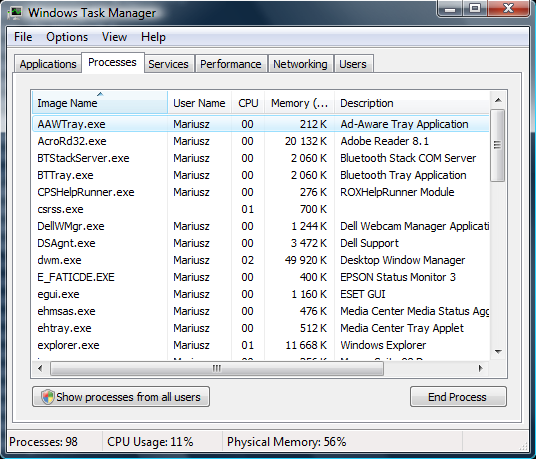 Windows Task Manager
File Options View Help
Applications Processes Services Performance Networking Users
Image Name User Name CPU Memory (... Description
AAWTray.exe Mariusz 00 212 K Ad-Aware Tray Application
AcroRd32.exe Mariusz 00 20 132 K Adobe Reader 8.1
BTStackServer.exe Mariusz 00 2 060 K Bluetooth Stack COM Server
BTTray.exe Mariusz 00 2 060 K Bluetooth Tray Application
CPSHelpRunner.exe Mariusz 00 276 K ROXHelpRunner Module
csrss.exe 01 700 K
DellWMgr.exe Mariusz 00 1 244 K Dell Webcam Manager Applicati
DSAgnt.exe Mariusz 00 3 472 K Dell Support
dwm.exe Mariusz 02 49 920 K Desktop Window Manager
E_FATICDE.EXE Mariusz 00 400 K EPSON Status Monitor 3
egui.exe Mariusz 00 1 160 K ESET GUI
ehmsas.exe Mariusz 00 476 K Media Center Media Status Agg
ehtray.exe Mariusz 00 512 K Media Center Tray Applet
explorer.exe Mariusz 01 11 668 K Windows Explorer
Show processes from all users End Process
Processes: 98 CPU Usage: 11% Physical Memory: 56%